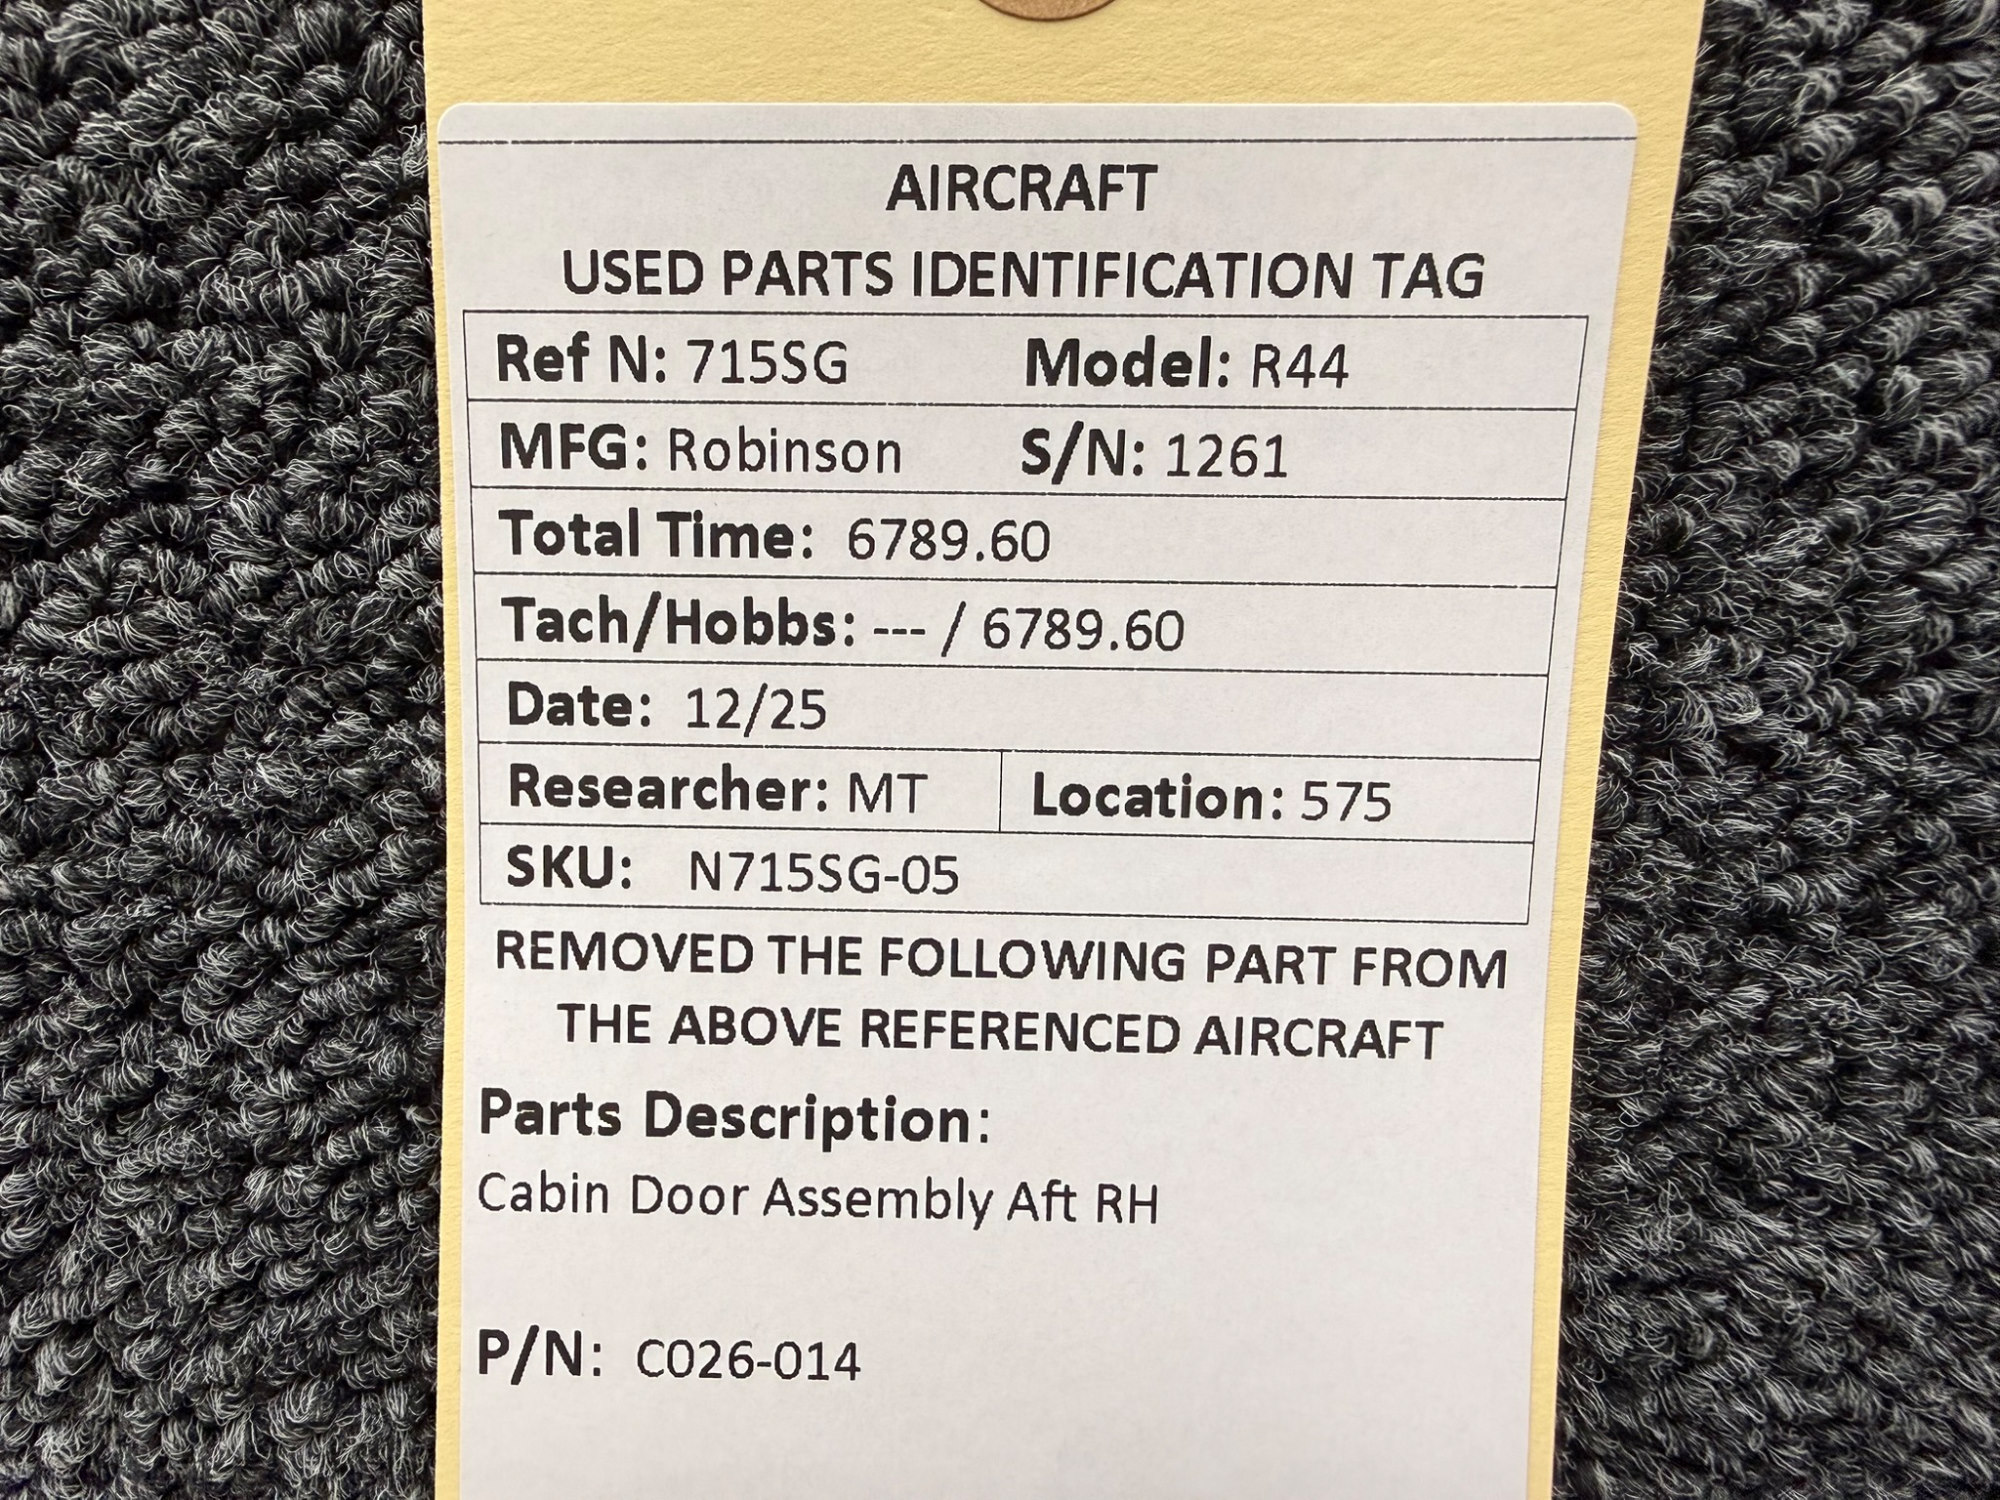 AIRCRAFT
USED PARTS IDENTIFICATION TAG
Ref N: 715SG Model: R44
MFG: Robinson S/N: 1261
Total Time: 6789.60
Tach/Hobbs: --- / 6789.60
Date: 12/25
Researcher: MT Location: 575
SKU: N715SG-05
REMOVED THE FOLLOWING PART FROM
THE ABOVE REFERENCED AIRCRAFT
Parts Description:
Cabin Door Assembly Aft RH
P/N: C026-014